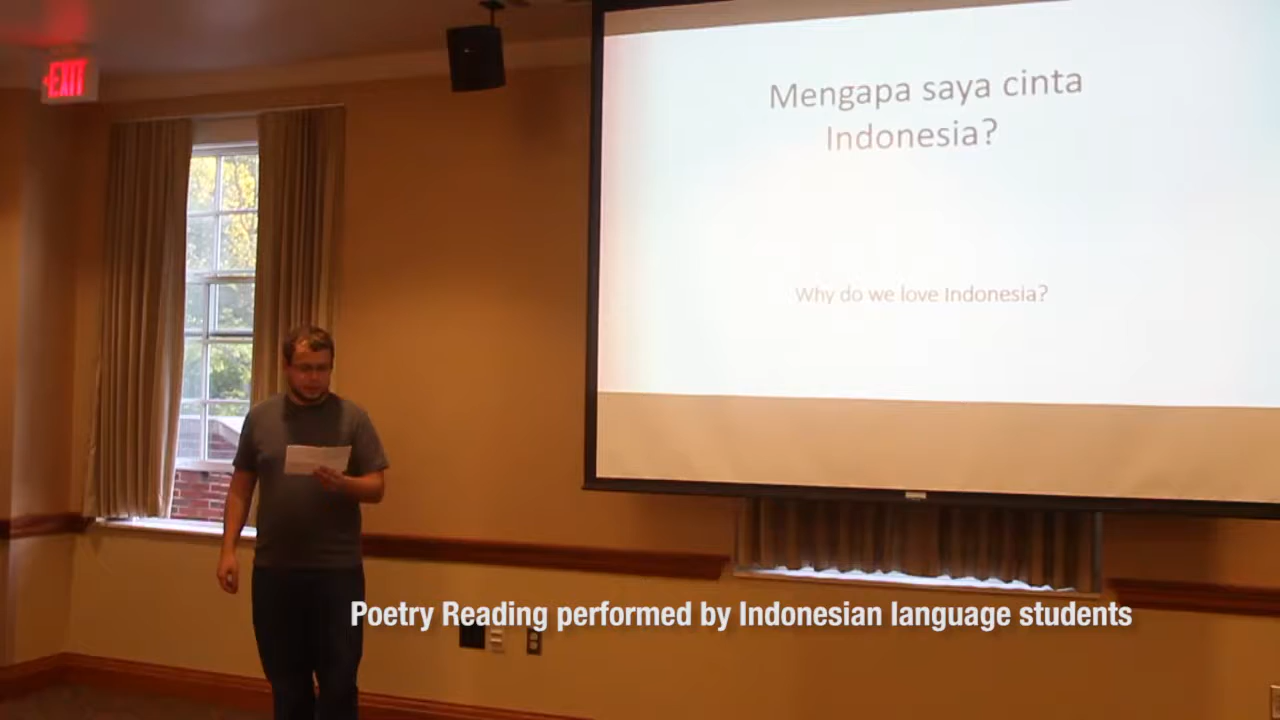 EXIT
Mengapa saya cinta
Indonesia?
Why do we love Indonesia?
Poetry Reading performed by Indonesian language students